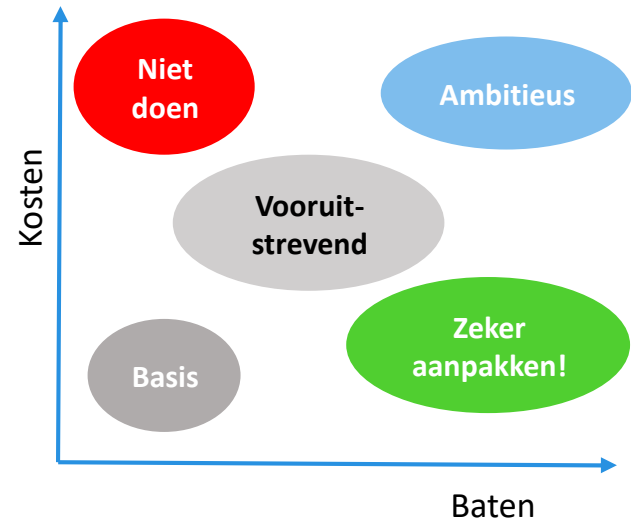 Niet
doen
Ambitieus
Kosten
Vooruit-
strevend
Zeker
aanpakken!
Basis
Baten